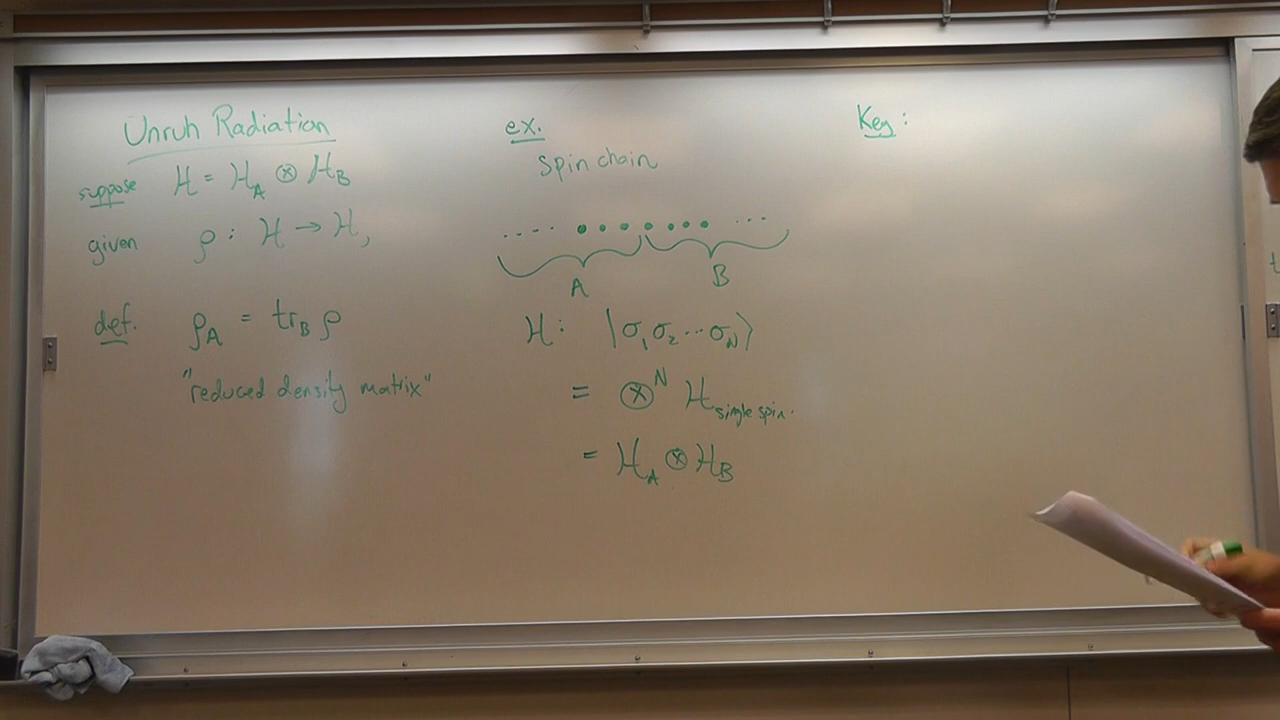 Unruh Radiation
suppose H = H_A ⊗ H_B
given ρ : H → H,
def. ρ_A = tr_B ρ
"reduced density matrix"
ex.
Spin chain
.... • • • • • • • ...
A B
H : |σ_1 σ_2 ... σ_N⟩
= ⊗^N H_single spin.
= H_A ⊗ H_B
Key :
t